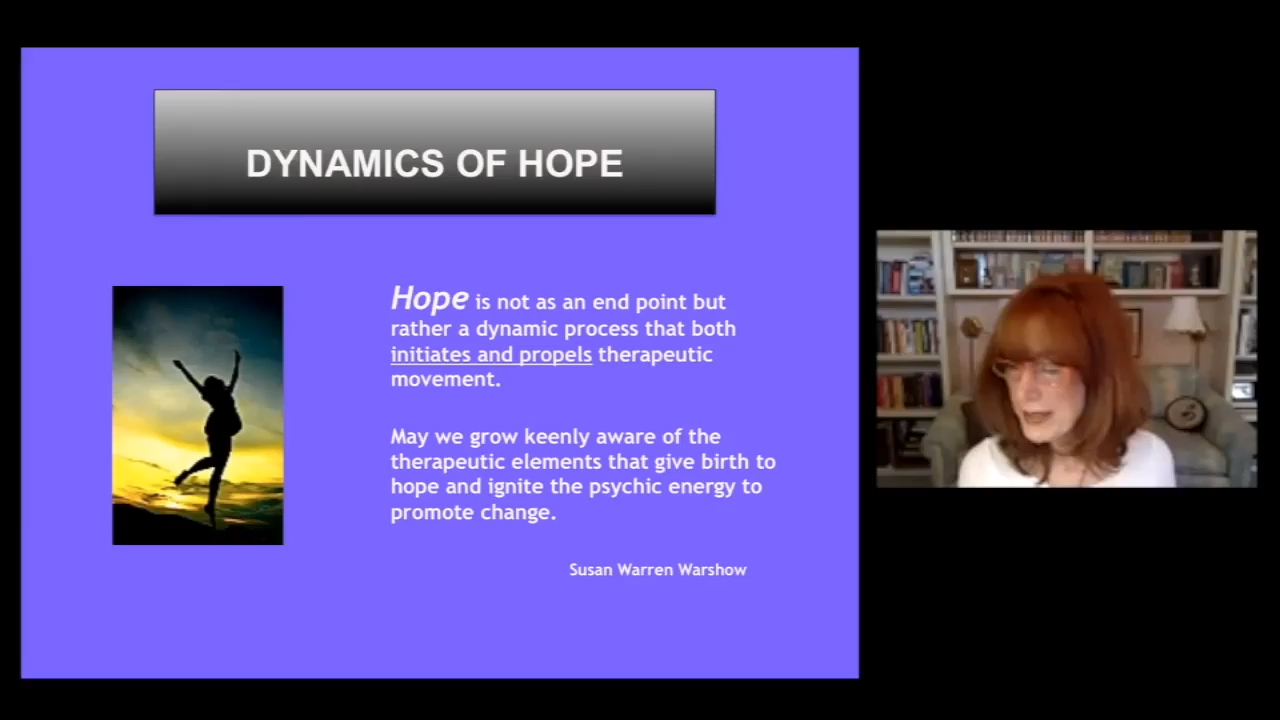 DYNAMICS OF HOPE
Hope is not as an end point but
rather a dynamic process that both
initiates and propels therapeutic
movement.
May we grow keenly aware of the
therapeutic elements that give birth to
hope and ignite the psychic energy to
promote change.
Susan Warren Warshow